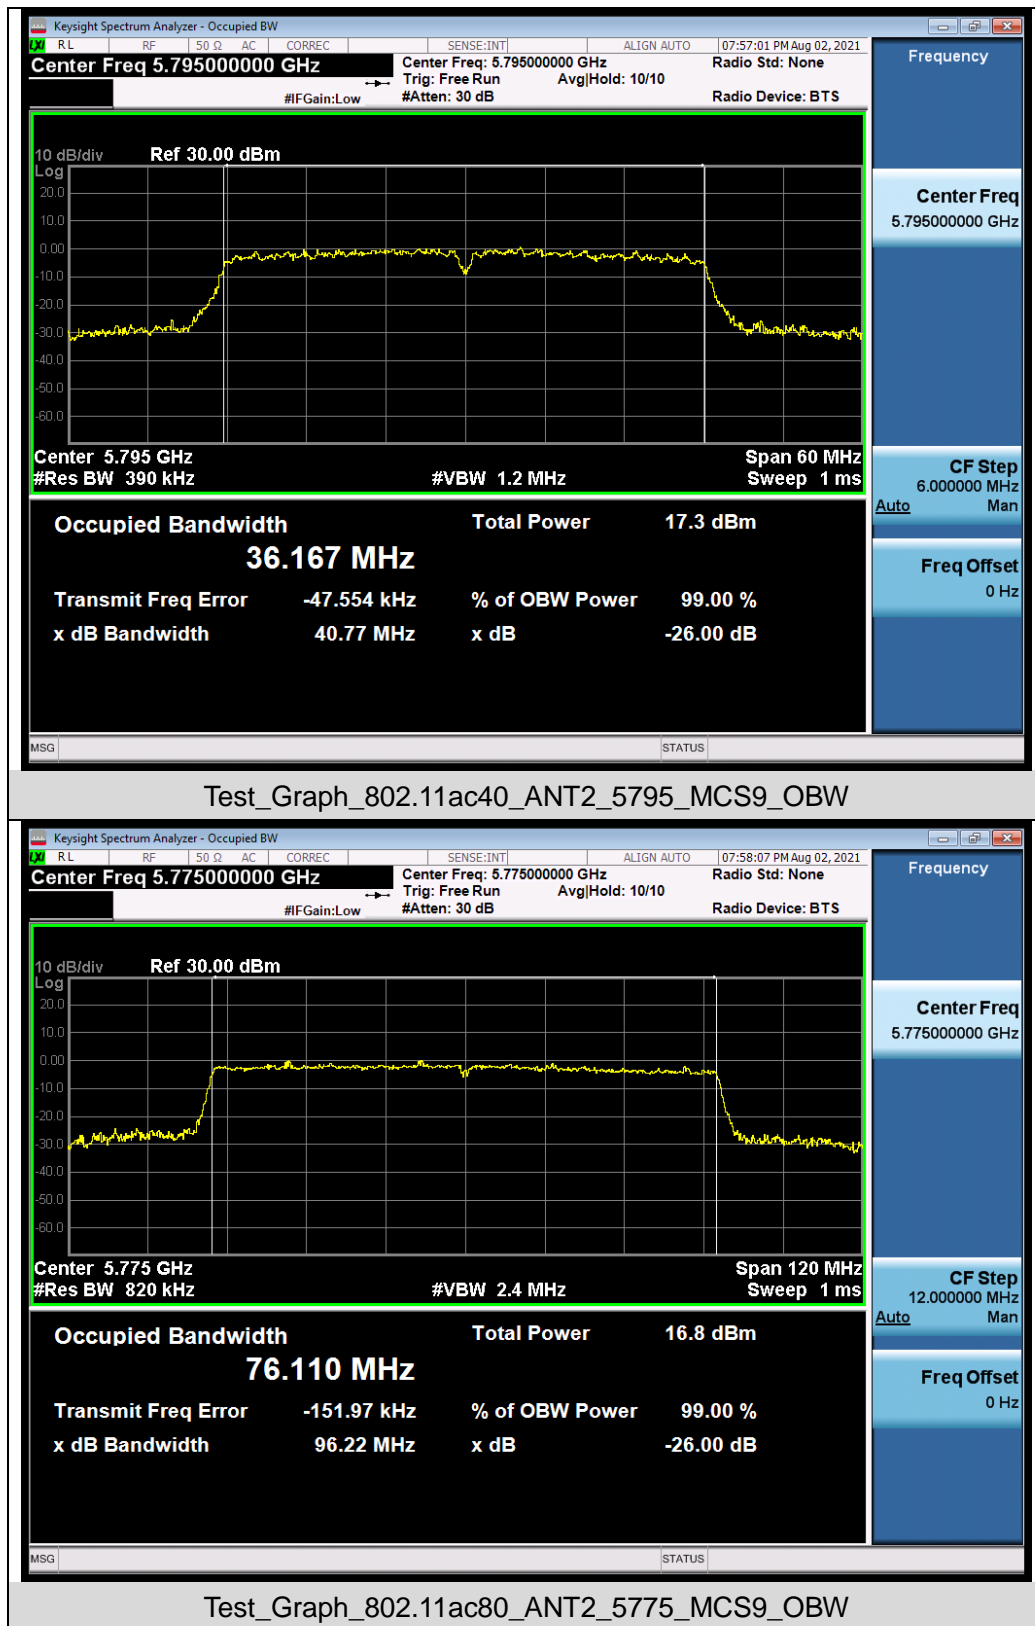 Keysight Spectrum Analyzer - Occupied BW
LXI RL RF 50 Ω AC CORREC SENSE:INT ALIGN AUTO 07:57:01 PM Aug 02, 2021
Center Freq 5.795000000 GHz Center Freq: 5.795000000 GHz Radio Std: None Frequency
Trig: Free Run Avg|Hold: 10/10
#IFGain:Low #Atten: 30 dB Radio Device: BTS
10 dB/div Ref 30.00 dBm
Log
20.0
Center Freq
5.795000000 GHz
10.0
0.00
-10.0
-20.0
-30.0
-40.0
-50.0
-60.0
Center 5.795 GHz Span 60 MHz
#Res BW 390 kHz #VBW 1.2 MHz Sweep 1 ms
CF Step
6.000000 MHz
Auto Man
Occupied Bandwidth Total Power 17.3 dBm
36.167 MHz
Freq Offset
0 Hz
Transmit Freq Error -47.554 kHz % of OBW Power 99.00 %
x dB Bandwidth 40.77 MHz x dB -26.00 dB
MSG STATUS
Test_Graph_802.11ac40_ANT2_5795_MCS9_OBW
Keysight Spectrum Analyzer - Occupied BW
LXI RL RF 50 Ω AC CORREC SENSE:INT ALIGN AUTO 07:58:07 PM Aug 02, 2021
Center Freq 5.775000000 GHz Center Freq: 5.775000000 GHz Radio Std: None Frequency
Trig: Free Run Avg|Hold: 10/10
#IFGain:Low #Atten: 30 dB Radio Device: BTS
10 dB/div Ref 30.00 dBm
Log
20.0
Center Freq
5.775000000 GHz
10.0
0.00
-10.0
-20.0
-30.0
-40.0
-50.0
-60.0
Center 5.775 GHz Span 120 MHz
#Res BW 820 kHz #VBW 2.4 MHz Sweep 1 ms
CF Step
12.000000 MHz
Auto Man
Occupied Bandwidth Total Power 16.8 dBm
76.110 MHz
Freq Offset
0 Hz
Transmit Freq Error -151.97 kHz % of OBW Power 99.00 %
x dB Bandwidth 96.22 MHz x dB -26.00 dB
MSG STATUS
Test_Graph_802.11ac80_ANT2_5775_MCS9_OBW